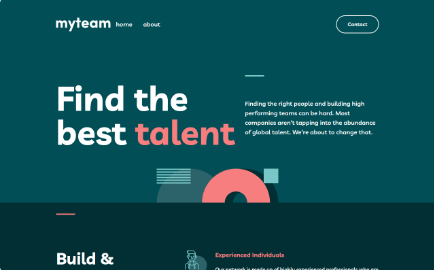 myteam home about Contact
Find the
best talent
Finding the right people and building high
performing teams can be hard. Most
companies aren't tapping into the abundance
of global talent. We're about to change that.
Build &
Experienced Individuals
Our network is made up of highly experienced professionals who are